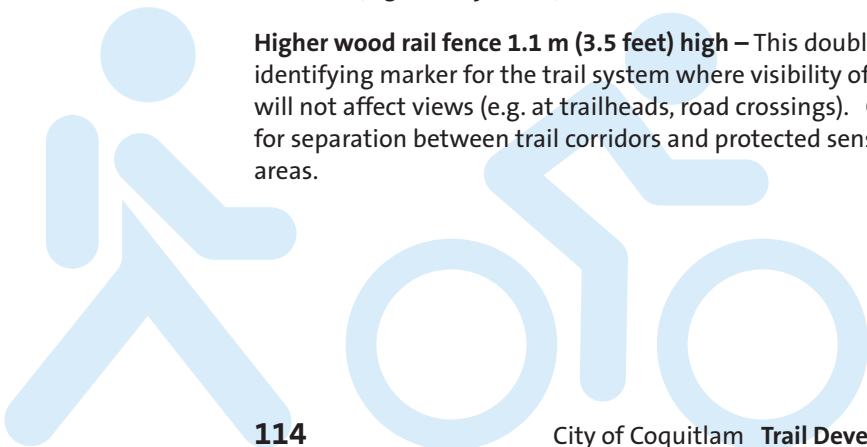 Higher wood rail fence 1.1 m (3.5 feet) high – This doubl
identifying marker for the trail system where visibility of
will not affect views (e.g. at trailheads, road crossings).
for separation between trail corridors and protected sens
areas.
114 City of Coquitlam Trail Deve